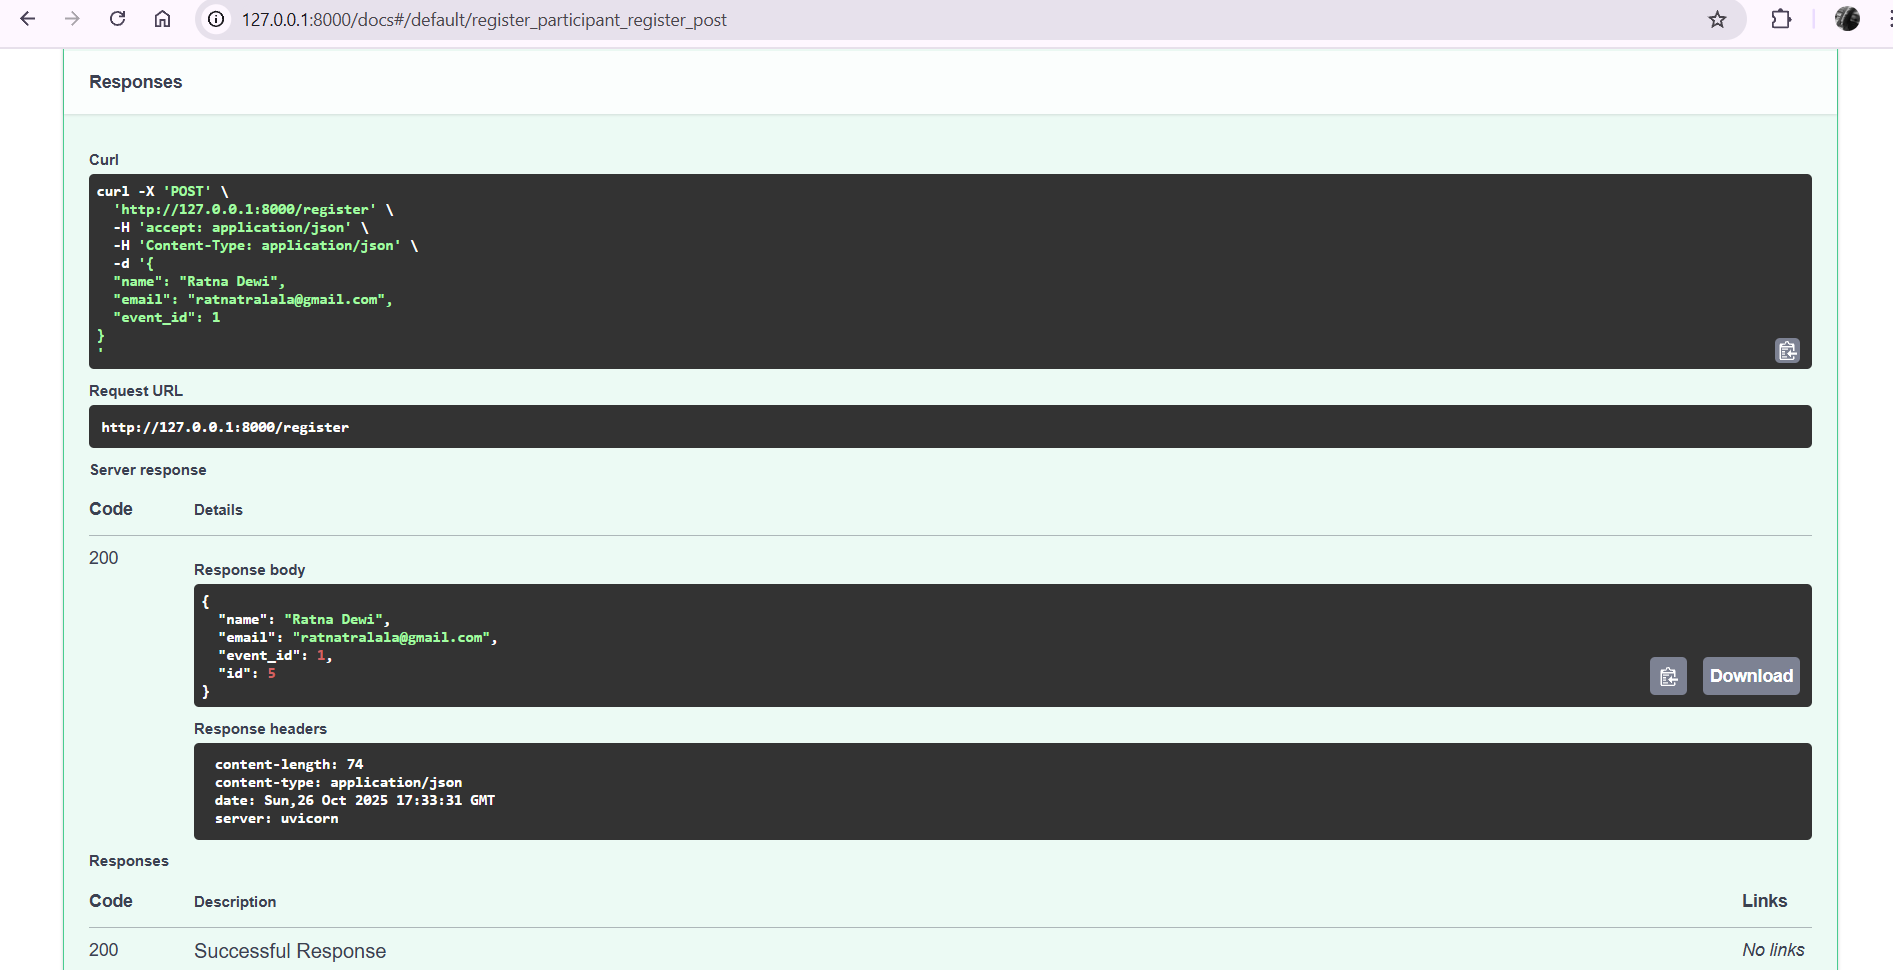 127.0.0.1:8000/docs#/default/register_participant_register_post
Responses
Curl
curl -X 'POST' \
  'http://127.0.0.1:8000/register' \
  -H 'accept: application/json' \
  -H 'Content-Type: application/json' \
  -d '{
  "name": "Ratna Dewi",
  "email": "ratnatralala@gmail.com",
  "event_id": 1
}
'
Request URL
http://127.0.0.1:8000/register
Server response
Code Details
200
Response body
{
  "name": "Ratna Dewi",
  "email": "ratnatralala@gmail.com",
  "event_id": 1,
  "id": 5
}
Download
Response headers
content-length: 74
content-type: application/json
date: Sun,26 Oct 2025 17:33:31 GMT
server: uvicorn
Responses
Code Description Links
200 Successful Response No links